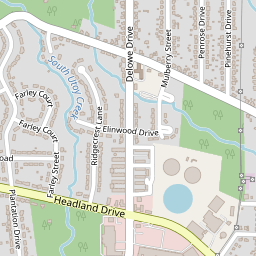 Delowe Drive
Mulberry Street
Penrose Drive
Pinehurst Drive
South Utoy Creek
Farley Court
Farley Court
Ridgecrest Lane
Elinwood Drive
oad
Farley Street
Plantation Drive
Headland Drive